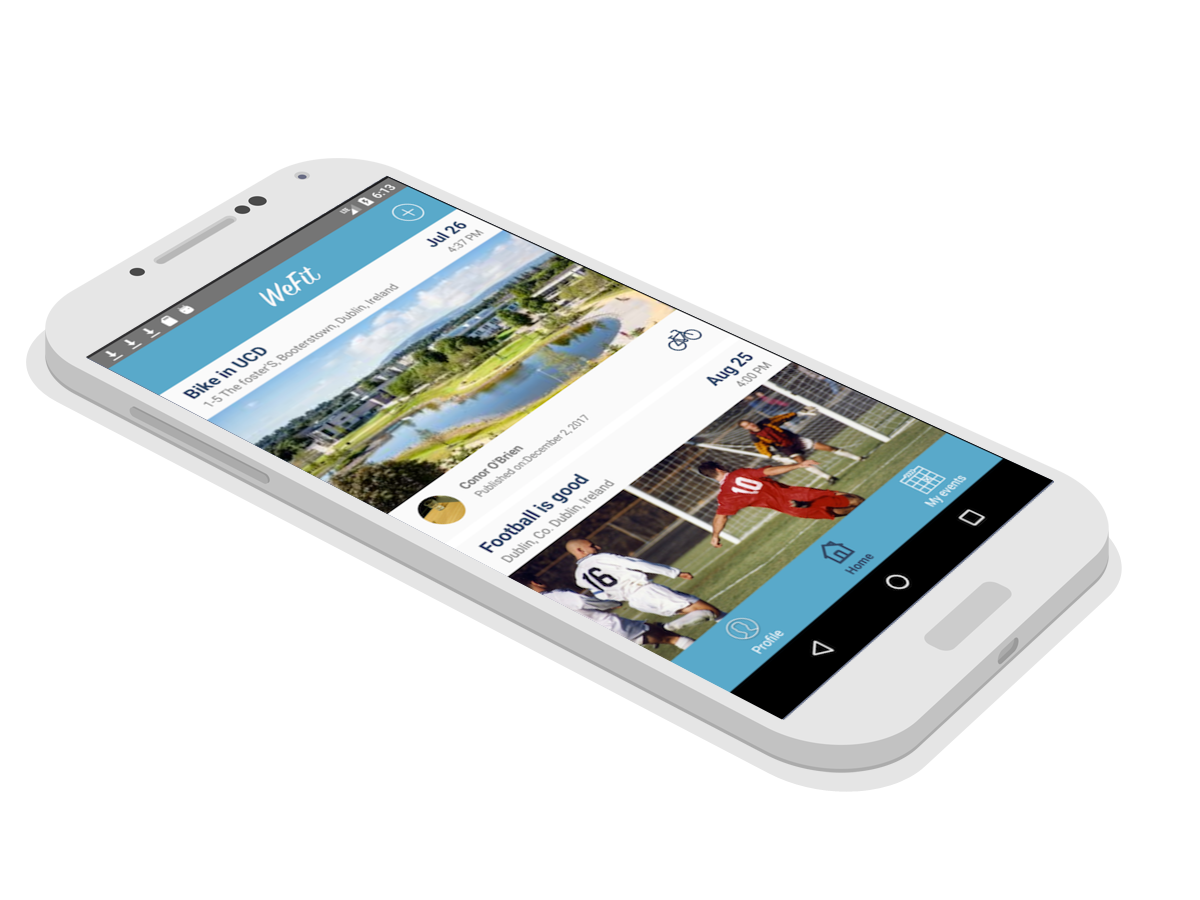 6:13
WeFit
Bike in UCD
Jul 26
1-5 The foster'S, Booterstown, Dublin, Ireland
4:37 PM
Conor O'Brien
Published on:December 2, 2017
Football is good
Aug 25
Dublin, Co. Dublin, Ireland
4:00 PM
16
10
Profile
Home
My events